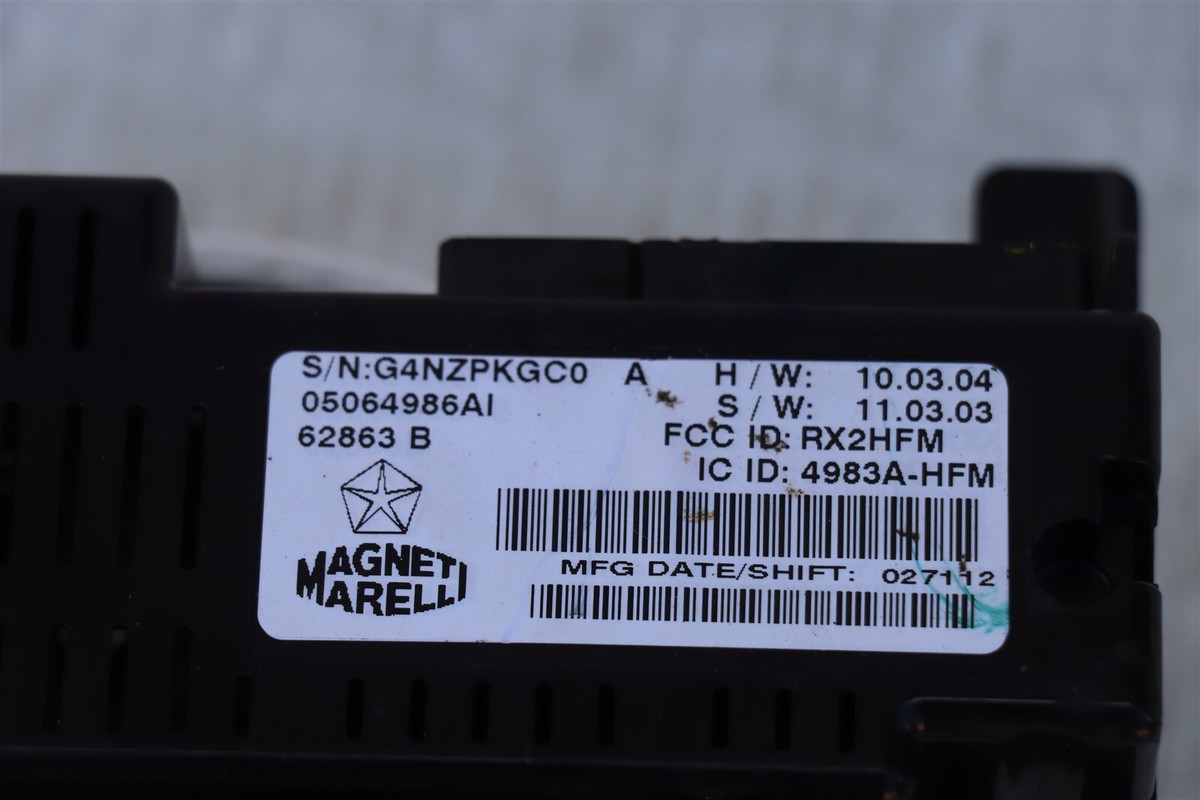 S/N:G4NZPKGC0 A H/W: 10.03.04
05064986AI S/W: 11.03.03
62863 B FCC ID: RX2HFM
IC ID: 4983A-HFM
MAGNETI
MARELLI
MFG DATE/SHIFT: 027112